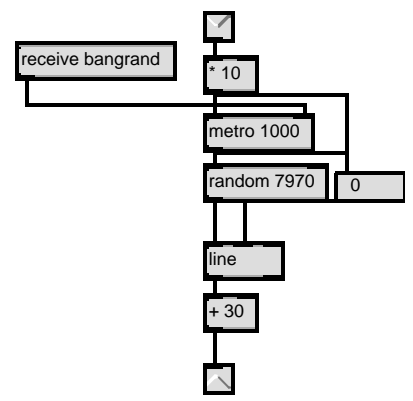 receive bangrand
* 10
metro 1000
random 7970
0
line
+ 30